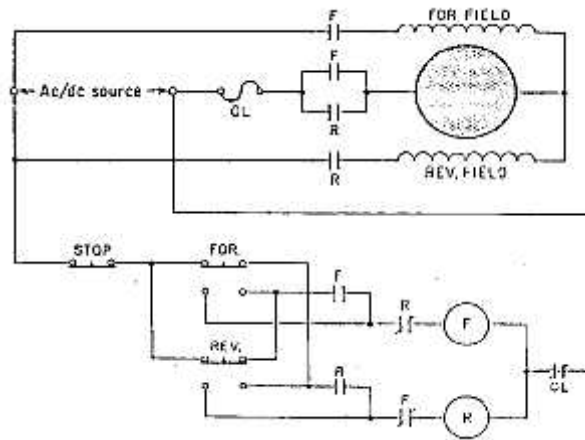 F
FOR FIELD
F
Ac/dc source
OL
R
R
REV. FIELD
STOP
FOR.
F
R
F
REV.
R
F
R
OL